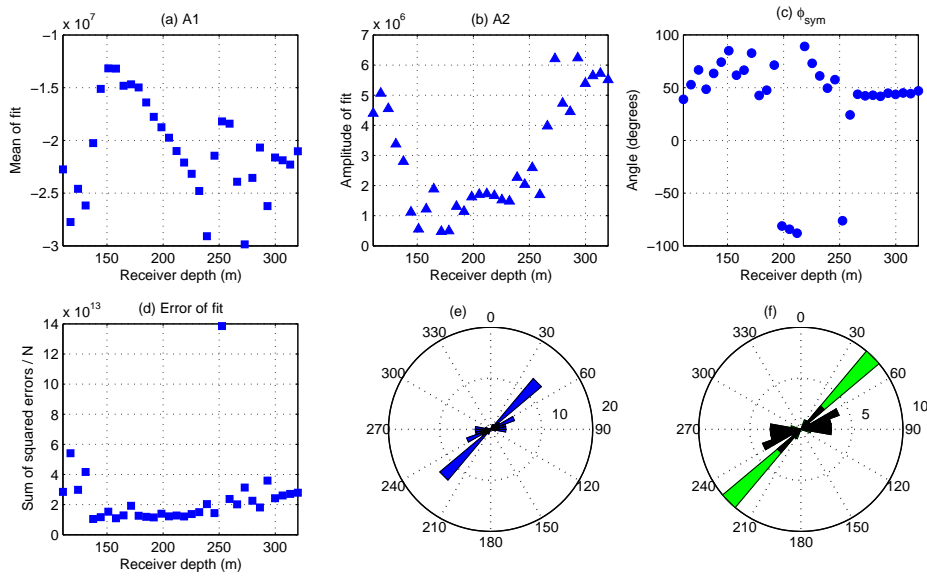 (a) A1
x 10^7
−1
−1.5
−2
−2.5
−3
Mean of fit
150 200 250 300
Receiver depth (m)
(b) A2
x 10^6
7
6
5
4
3
2
1
0
Amplitude of fit
150 200 250 300
Receiver depth (m)
(c) ϕ_sym
100
50
0
−50
−100
Angle (degrees)
150 200 250 300
Receiver depth (m)
(d) Error of fit
x 10^13
14
12
10
8
6
4
2
0
Sum of squared errors / N
150 200 250 300
Receiver depth (m)
(e)
0
30
60
90
120
150
180
210
240
270
300
330
10
20
(f)
0
30
60
90
120
150
180
210
240
270
300
330
5
10